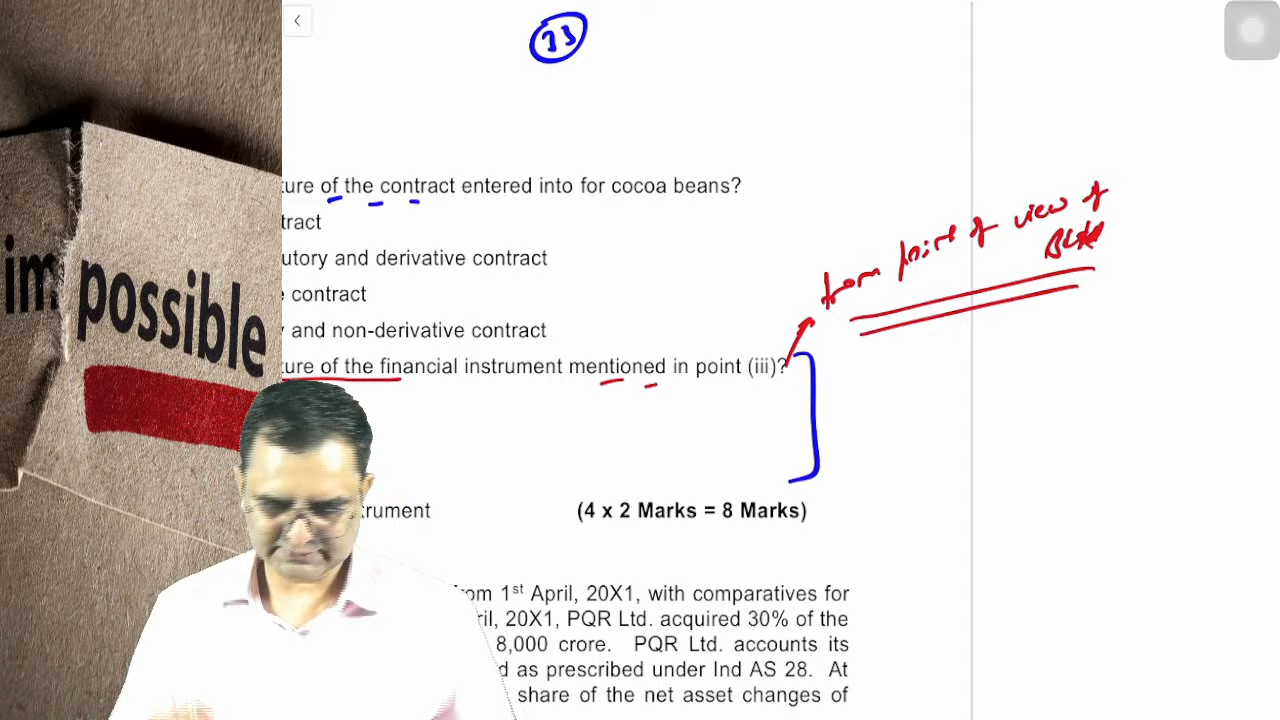 33
ture of the contract entered into for cocoa beans?
tract
utory and derivative contract
e contract
y and non-derivative contract
ture of the financial instrument mentioned in point (iii)?
from point of view of
impossible
trument (4 x 2 Marks = 8 Marks)
from 1st April, 20X1, with comparatives for
ril, 20X1, PQR Ltd. acquired 30% of the
8,000 crore. PQR Ltd. accounts its
d as prescribed under Ind AS 28. At
share of the net asset changes of